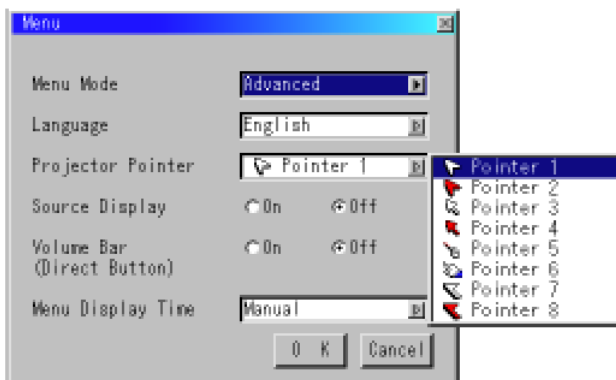 Menu
Menu Mode Advanced
Language English
Projector Pointer Pointer 1
Source Display On Off
Volume Bar On Off
(Direct Button)
Menu Display Time Manual
O K Cancel
Pointer 1
Pointer 2
Pointer 3
Pointer 4
Pointer 5
Pointer 6
Pointer 7
Pointer 8